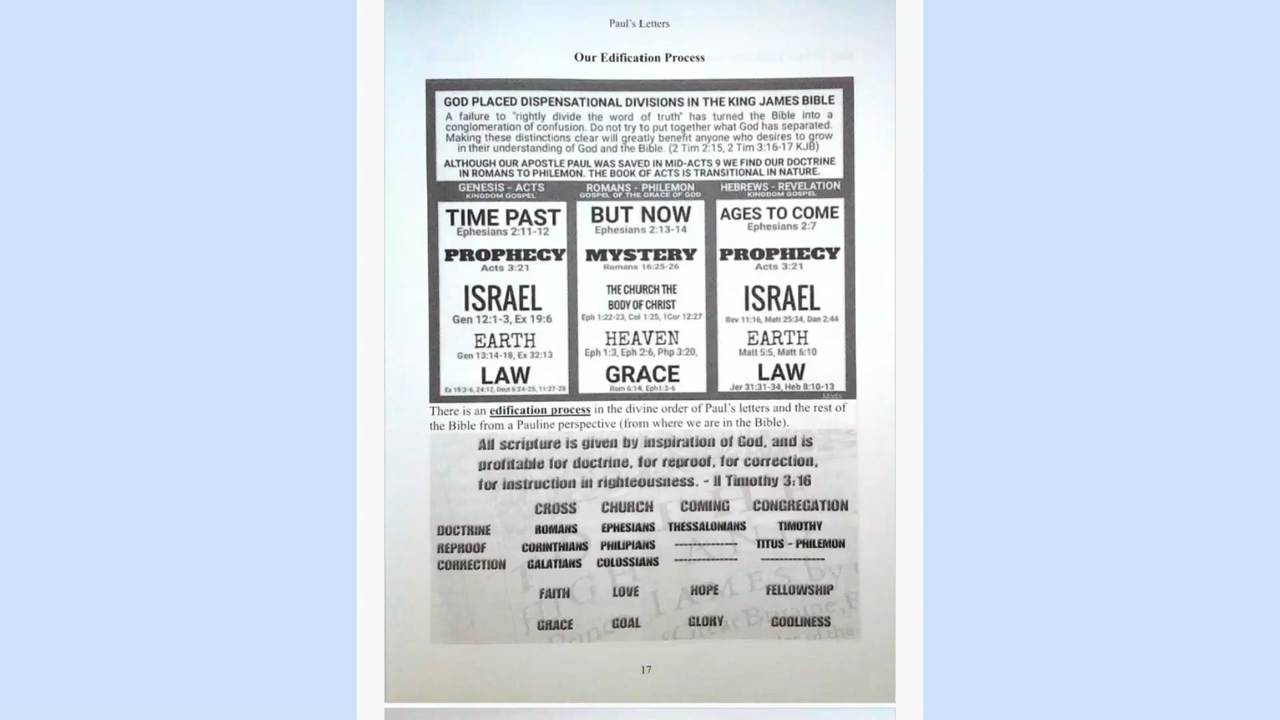 Paul's Letters
Our Edification Process
GOD PLACED DISPENSATIONAL DIVISIONS IN THE KING JAMES BIBLE
A failure to "rightly divide the word of truth" has turned the Bible into a
conglomeration of confusion. Do not try to put together what God has separated.
Making these distinctions clear will greatly benefit anyone who desires to grow
in their understanding of God and the Bible. (2 Tim 2:15, 2 Tim 3:16-17 KJB)
ALTHOUGH OUR APOSTLE PAUL WAS SAVED IN MID-ACTS 9 WE FIND OUR DOCTRINE
IN ROMANS TO PHILEMON. THE BOOK OF ACTS IS TRANSITIONAL IN NATURE.
GENESIS - ACTS
KINGDOM GOSPEL
TIME PAST
Ephesians 2:11-12
PROPHECY
Acts 3:21
ISRAEL
Gen 12:1-3, Ex 19:6
EARTH
Gen 13:14-18, Ex 32:13
LAW
Ex 19:3-6, 24:12, Deut 6:24-25, 11:27-28
ROMANS - PHILEMON
GOSPEL OF THE GRACE OF GOD
BUT NOW
Ephesians 2:13-14
MYSTERY
Romans 16:25-26
THE CHURCH THE
BODY OF CHRIST
Eph 1:22-23, Col 1:25, 1Cor 12:27
HEAVEN
Eph 1:3, Eph 2:6, Php 3:20,
GRACE
Rom 6:14, Eph1:3-6
HEBREWS - REVELATION
KINGDOM GOSPEL
AGES TO COME
Ephesians 2:7
PROPHECY
Acts 3:21
ISRAEL
Rev 11:16, Matt 25:34, Dan 2:44
EARTH
Matt 5:5, Matt 6:10
LAW
Jer 31:31-34, Heb 8:10-13
There is an edification process in the divine order of Paul's letters and the rest of
the Bible from a Pauline perspective (from where we are in the Bible).
All scripture is given by inspiration of God, and is
profitable for doctrine, for reproof, for correction,
for instruction in righteousness. - II Timothy 3:16
CROSS CHURCH COMING CONGREGATION
DOCTRINE ROMANS EPHESIANS THESSALONIANS TIMOTHY
REPROOF CORINTHIANS PHILIPIANS ------------ TITUS - PHILEMON
CORRECTION GALATIANS COLOSSIANS ------------ ------------
FAITH LOVE HOPE FELLOWSHIP
GRACE GOAL GLORY GODLINESS
17